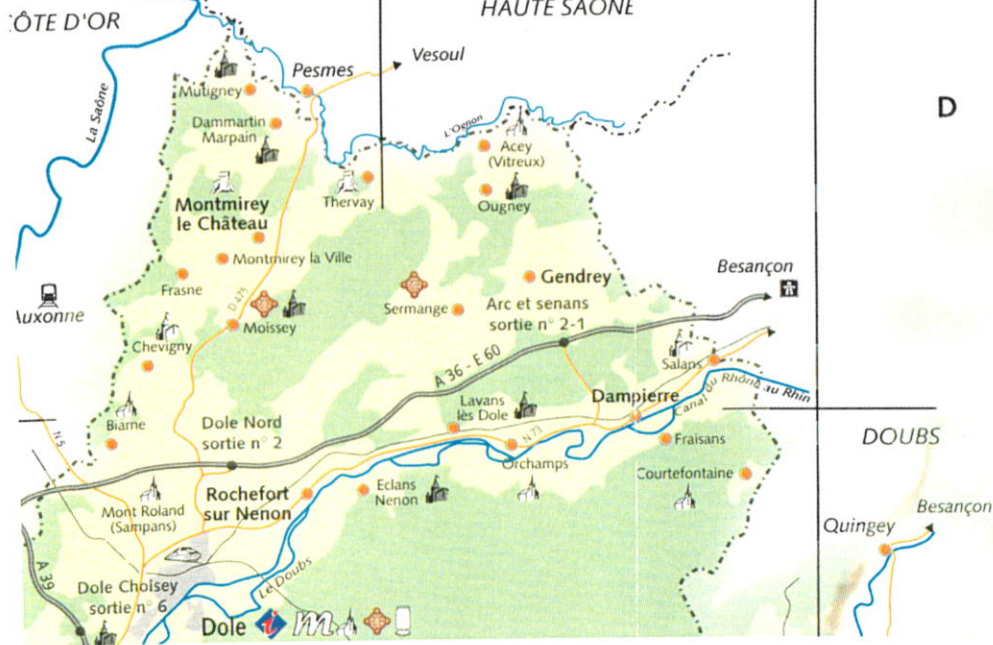 CÔTE D'OR
HAUTE SAÔNE
La Saône
Mutigney
Pesmes
Vesoul
D
Dammartin
Marpain
L'Ognon
Acey
(Vitreux)
Montmirey
le Château
Thervay
Ougney
Montmirey la Ville
Frasne
D 475
Gendrey
Besançon
Auxonne
Moissey
Sermange
Arc et senans
sortie n° 2-1
Chevigny
A 36 - E 60
Salans
Canal du Rhône au Rhin
Biarne
N 5
Dole Nord
sortie n° 2
Lavans
lès Dole
Dampierre
N 73
Orchamps
Fraisans
DOUBS
Courtefontaine
Mont Roland
(Sampans)
Rochefort
sur Nenon
Eclans
Nenon
Quingey
Besançon
A 39
Dole Choisey
sortie n° 6
Le Doubs
Dole i m